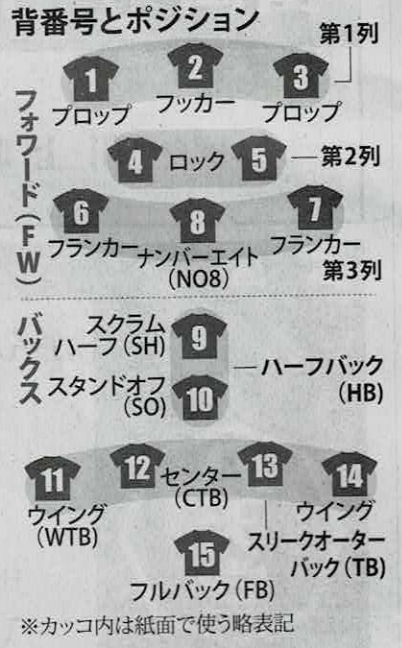 背番号とポジション
第1列
1
2
3
プロップ
フッカー
プロップ
フォワード(FW)
4
ロック
5
第2列
6
8
7
フランカー
ナンバーエイト
(NO8)
フランカー
第3列
バックス
スクラム
ハーフ(SH)
9
スタンドオフ
(SO)
10
ハーフバック
(HB)
11
12
センター
(CTB)
13
14
ウイング
(WTB)
ウイング
スリークオーター
バック(TB)
15
フルバック(FB)
※カッコ内は紙面で使う略表記